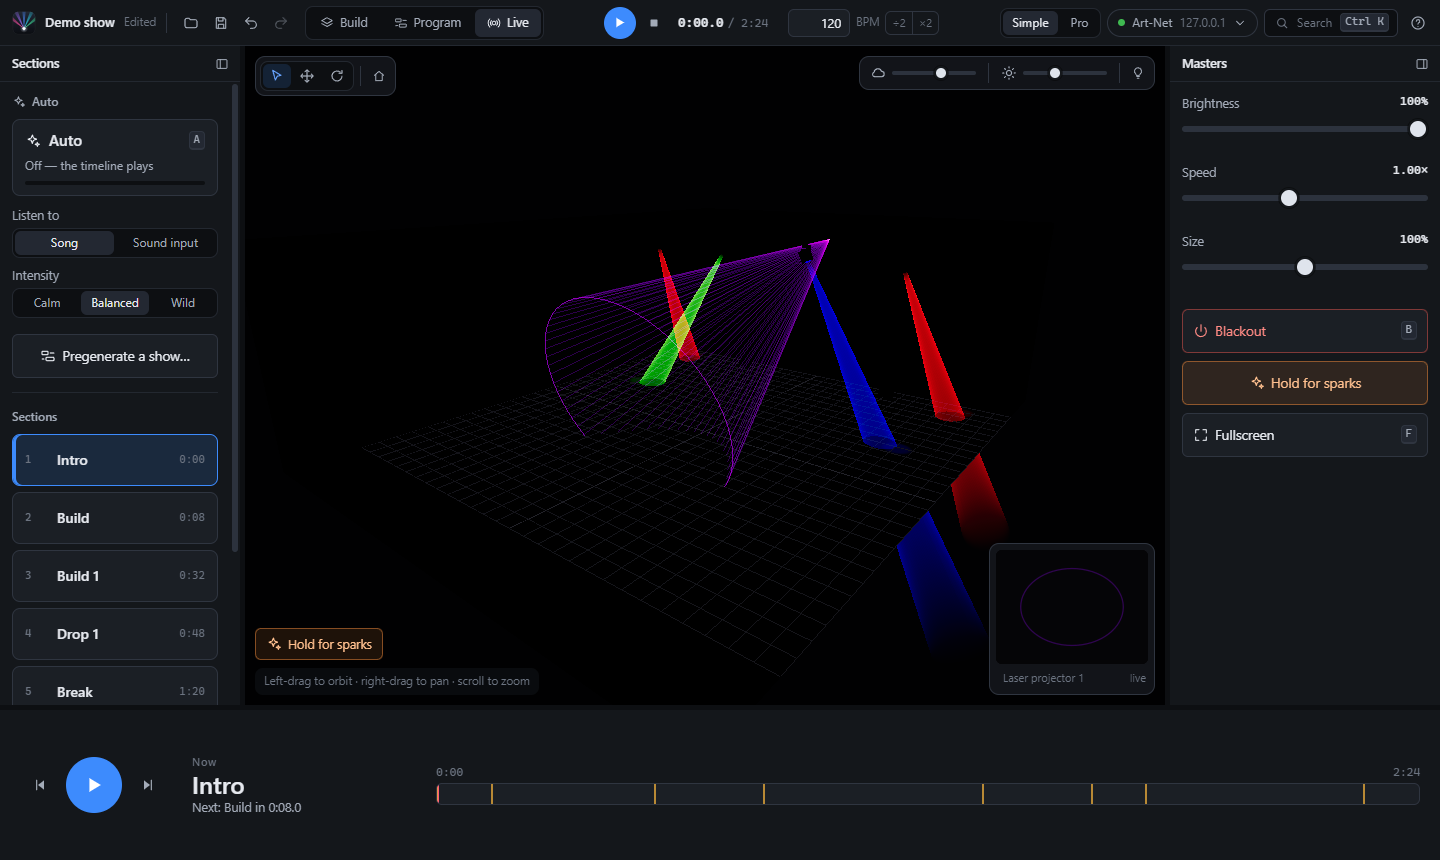 Demo show Edited
Build Program Live
0:00.0 / 2:24
120 BPM ÷2 ×2
Simple Pro
Art-Net 127.0.0.1
Search Ctrl K
Sections
Auto
Auto A
Off — the timeline plays
Listen to
Song Sound input
Intensity
Calm Balanced Wild
Pregenerate a show...
Sections
1 Intro 0:00
2 Build 0:08
3 Build 1 0:32
4 Drop 1 0:48
5 Break 1:20
Hold for sparks
Left-drag to orbit · right-drag to pan · scroll to zoom
Laser projector 1 live
Masters
Brightness 100%
Speed 1.00×
Size 100%
Blackout B
Hold for sparks
Fullscreen F
Now
Intro
Next: Build in 0:08.0
0:00 2:24